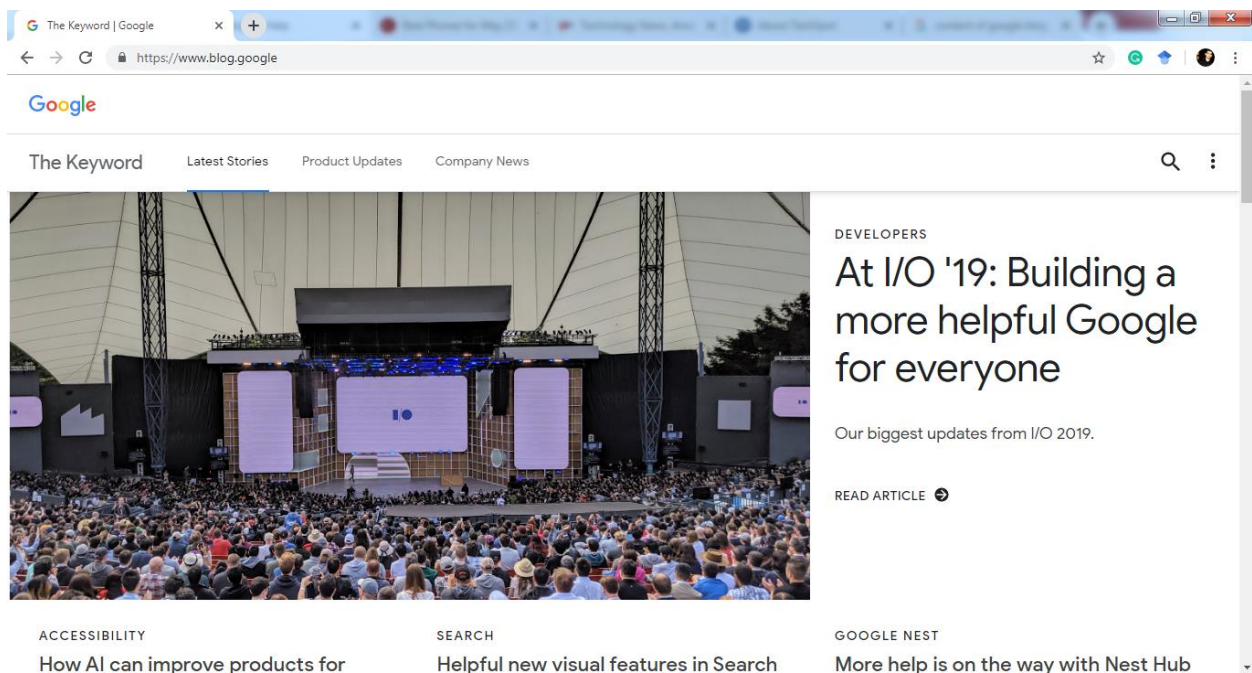 The Keyword | Google
https://www.blog.google
Google
The Keyword Latest Stories Product Updates Company News
I/O
DEVELOPERS
At I/O '19: Building a
more helpful Google
for everyone
Our biggest updates from I/O 2019.
READ ARTICLE
ACCESSIBILITY
How AI can improve products for
SEARCH
Helpful new visual features in Search
GOOGLE NEST
More help is on the way with Nest Hub